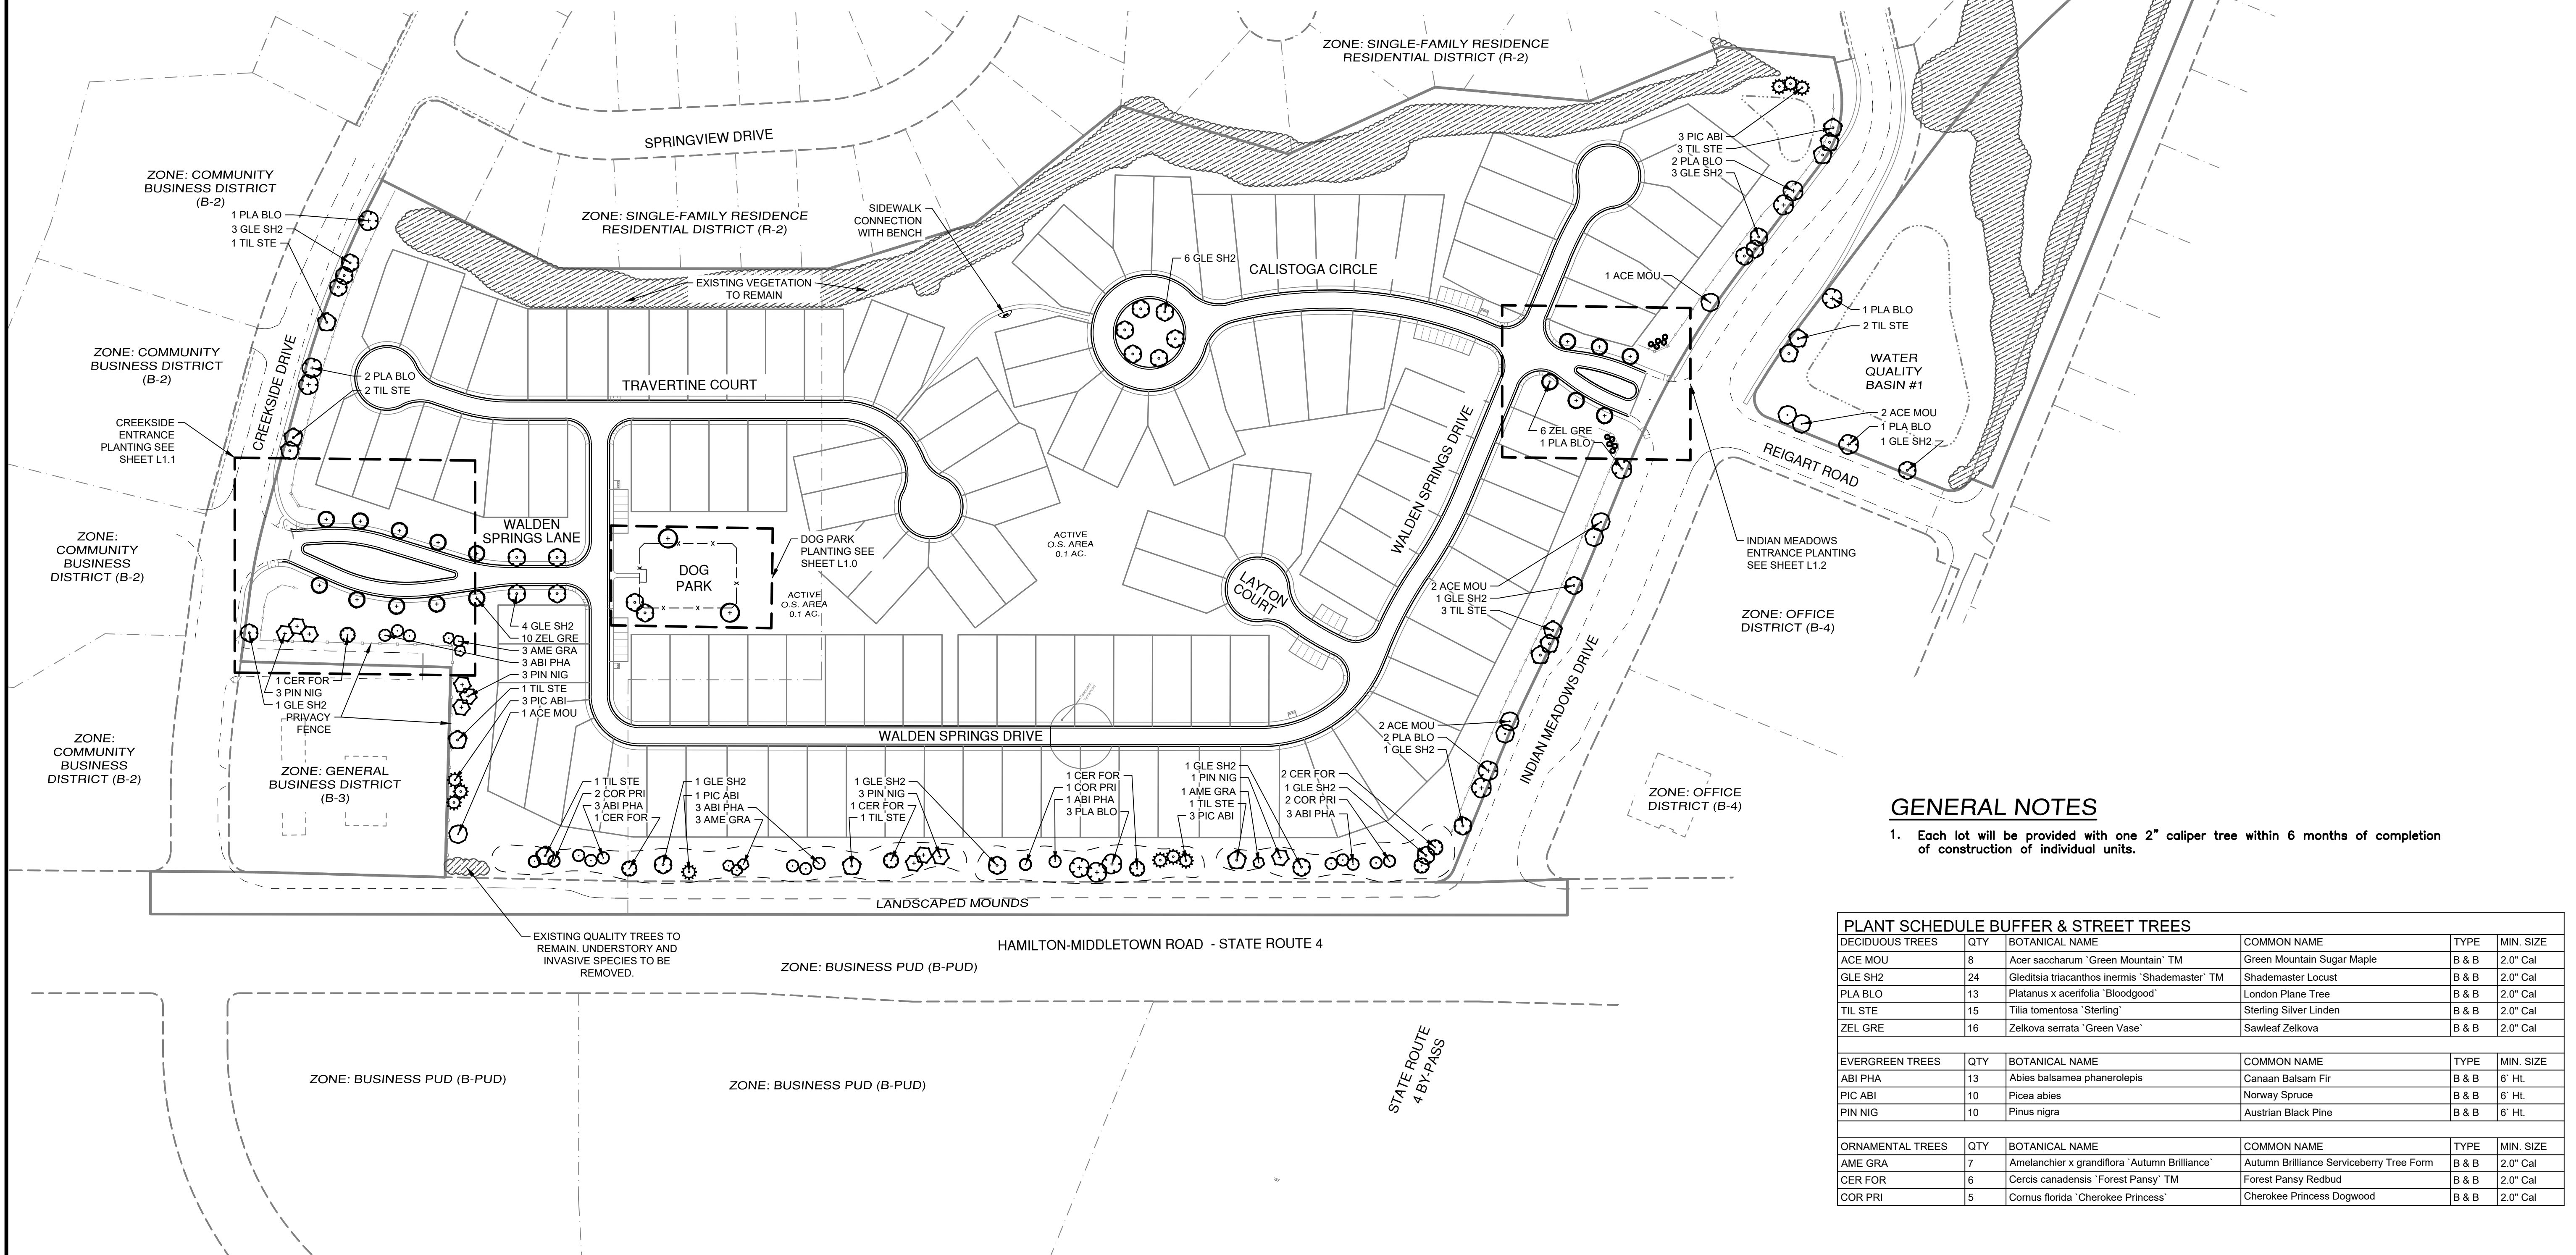 ZONE: SINGLE-FAMILY RESIDENCE
RESIDENTIAL DISTRICT (R-2)
SPRINGVIEW DRIVE
ZONE: COMMUNITY
BUSINESS DISTRICT
(B-2)
1 PLA BLO
3 GLE SH2
1 TIL STE
ZONE: SINGLE-FAMILY RESIDENCE
RESIDENTIAL DISTRICT (R-2)
SIDEWALK
CONNECTION
WITH BENCH
EXISTING VEGETATION
TO REMAIN
6 GLE SH2
CALISTOGA CIRCLE
3 PIC ABI
3 TIL STE
2 PLA BLO
3 GLE SH2
1 ACE MOU
1 PLA BLO
2 TIL STE
WATER
QUALITY
BASIN #1
2 ACE MOU
1 PLA BLO
1 GLE SH2
REIGART ROAD
ZONE: COMMUNITY
BUSINESS DISTRICT
(B-2)
CREEKSIDE DRIVE
2 PLA BLO
2 TIL STE
TRAVERTINE COURT
CREEKSIDE
ENTRANCE
PLANTING SEE
SHEET L1.1
6 ZEL GRE
1 PLA BLO
WALDEN SPRINGS DRIVE
INDIAN MEADOWS
ENTRANCE PLANTING
SEE SHEET L1.2
ZONE:
COMMUNITY
BUSINESS
DISTRICT (B-2)
WALDEN
SPRINGS LANE
DOG PARK
PLANTING SEE
SHEET L1.0
DOG
PARK
ACTIVE
O.S. AREA
0.1 AC.
ACTIVE
O.S. AREA
0.1 AC.
LAYTON
COURT
2 ACE MOU
1 GLE SH2
3 TIL STE
ZONE: OFFICE
DISTRICT (B-4)
4 GLE SH2
10 ZEL GRE
3 AME GRA
3 ABI PHA
3 PIN NIG
1 TIL STE
3 PIC ABI
1 ACE MOU
1 CER FOR
3 PIN NIG
1 GLE SH2
PRIVACY
FENCE
INDIAN MEADOWS DRIVE
2 ACE MOU
2 PLA BLO
1 GLE SH2
WALDEN SPRINGS DRIVE
ZONE:
COMMUNITY
BUSINESS
DISTRICT (B-2)
ZONE: GENERAL
BUSINESS DISTRICT
(B-3)
1 TIL STE
2 COR PRI
3 ABI PHA
1 CER FOR
1 GLE SH2
1 PIC ABI
3 ABI PHA
3 AME GRA
1 GLE SH2
3 PIN NIG
1 CER FOR
1 TIL STE
1 CER FOR
1 COR PRI
1 ABI PHA
3 PLA BLO
1 GLE SH2
1 PIN NIG
1 AME GRA
1 TIL STE
3 PIC ABI
2 CER FOR
1 GLE SH2
2 COR PRI
3 ABI PHA
ZONE: OFFICE
DISTRICT (B-4)
GENERAL NOTES
1. Each lot will be provided with one 2" caliper tree within 6 months of completion
of construction of individual units.
LANDSCAPED MOUNDS
EXISTING QUALITY TREES TO
REMAIN. UNDERSTORY AND
INVASIVE SPECIES TO BE
REMOVED.
HAMILTON-MIDDLETOWN ROAD - STATE ROUTE 4
ZONE: BUSINESS PUD (B-PUD)
ZONE: BUSINESS PUD (B-PUD)
ZONE: BUSINESS PUD (B-PUD)
STATE ROUTE
4 BY-PASS
PLANT SCHEDULE BUFFER & STREET TREES
DECIDUOUS TREES QTY BOTANICAL NAME COMMON NAME TYPE MIN. SIZE
ACE MOU 8 Acer saccharum `Green Mountain` TM Green Mountain Sugar Maple B & B 2.0" Cal
GLE SH2 24 Gleditsia triacanthos inermis `Shademaster` TM Shademaster Locust B & B 2.0" Cal
PLA BLO 13 Platanus x acerifolia `Bloodgood` London Plane Tree B & B 2.0" Cal
TIL STE 15 Tilia tomentosa `Sterling` Sterling Silver Linden B & B 2.0" Cal
ZEL GRE 16 Zelkova serrata `Green Vase` Sawleaf Zelkova B & B 2.0" Cal
EVERGREEN TREES QTY BOTANICAL NAME COMMON NAME TYPE MIN. SIZE
ABI PHA 13 Abies balsamea phanerolepis Canaan Balsam Fir B & B 6` Ht.
PIC ABI 10 Picea abies Norway Spruce B & B 6` Ht.
PIN NIG 10 Pinus nigra Austrian Black Pine B & B 6` Ht.
ORNAMENTAL TREES QTY BOTANICAL NAME COMMON NAME TYPE MIN. SIZE
AME GRA 7 Amelanchier x grandiflora `Autumn Brilliance` Autumn Brilliance Serviceberry Tree Form B & B 2.0" Cal
CER FOR 6 Cercis canadensis `Forest Pansy` TM Forest Pansy Redbud B & B 2.0" Cal
COR PRI 5 Cornus florida `Cherokee Princess` Cherokee Princess Dogwood B & B 2.0" Cal